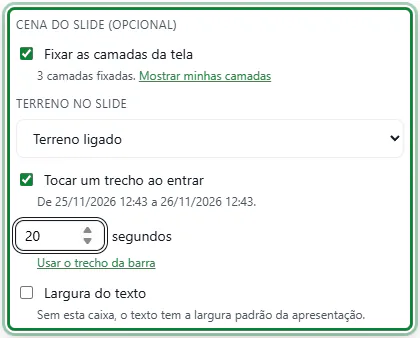 CENA DO SLIDE (OPCIONAL)
Fixar as camadas da tela
3 camadas fixadas. Mostrar minhas camadas
TERRENO NO SLIDE
Terreno ligado
Tocar um trecho ao entrar
De 25/11/2026 12:43 a 26/11/2026 12:43.
20 segundos
Usar o trecho da barra
Largura do texto
Sem esta caixa, o texto tem a largura padrão da apresentação.